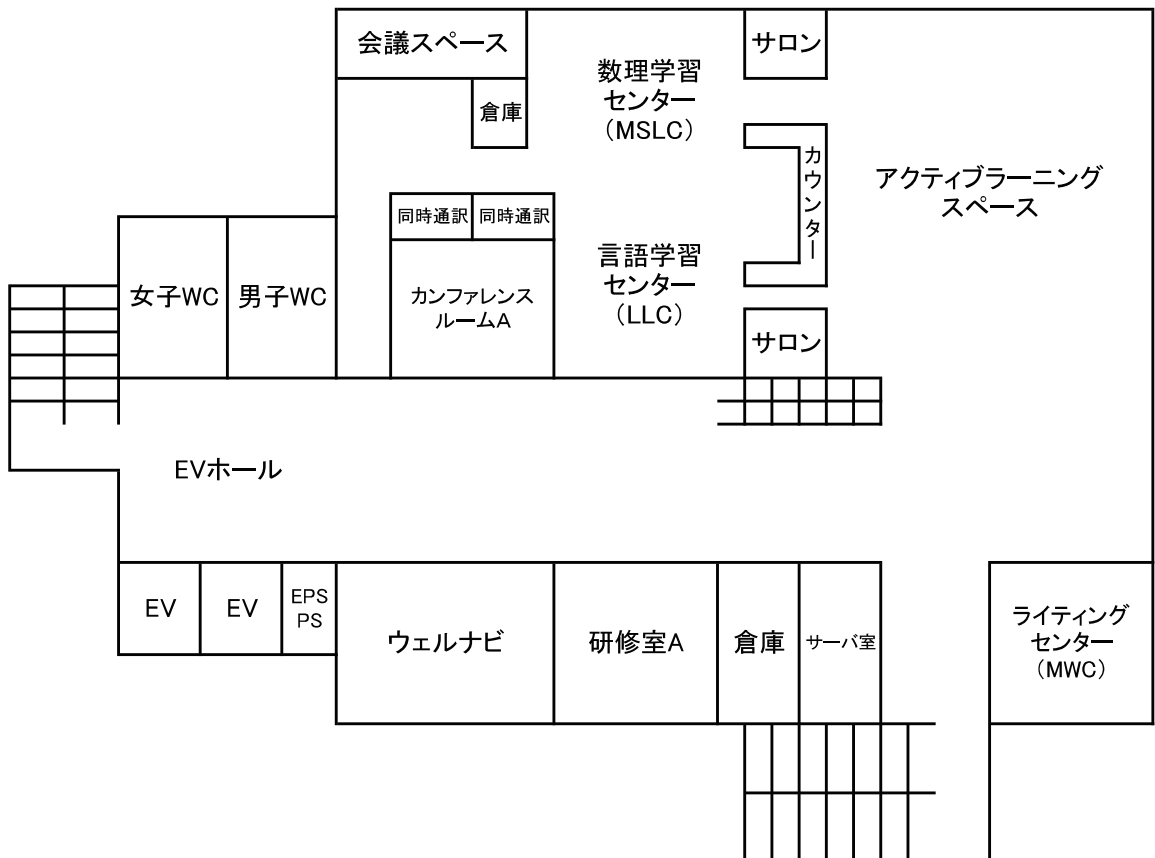 会議スペース
サロン
数理学習
センター
（MSLC）
倉庫
カウンター
アクティブラーニング
スペース
同時通訳
同時通訳
言語学習
センター
（LLC）
女子WC
男子WC
カンファレンス
ルームA
サロン
EVホール
EV
EV
EPS
PS
ウェルナビ
研修室A
倉庫
サーバ室
ライティング
センター
（MWC）